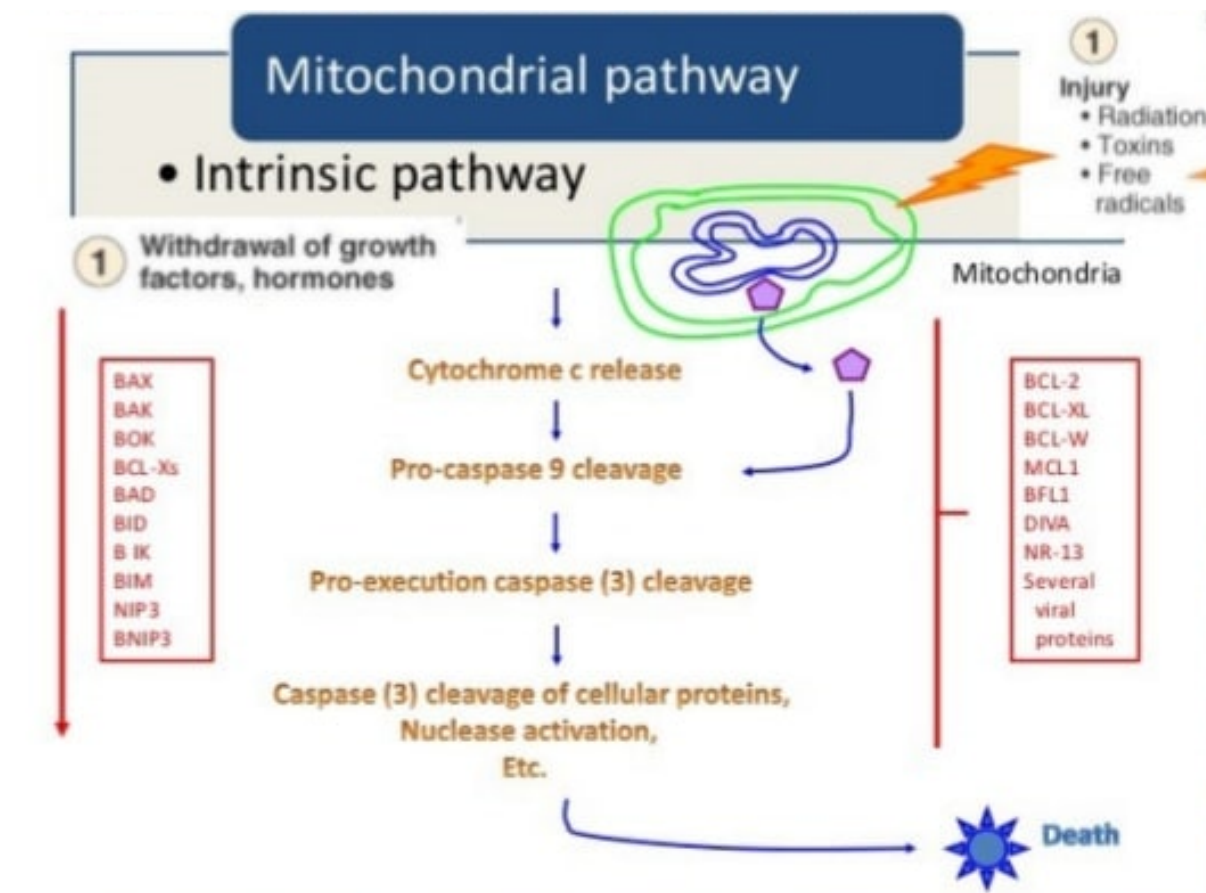 Mitochondrial pathway
• Intrinsic pathway
1
Injury
• Radiation
• Toxins
• Free
radicals
1
Withdrawal of growth
factors, hormones
Mitochondria
BAX
BAK
BOK
BCL-Xs
BAD
BID
B IK
BIM
NIP3
BNIP3
Cytochrome c release
Pro-caspase 9 cleavage
Pro-execution caspase (3) cleavage
Caspase (3) cleavage of cellular proteins,
Nuclease activation,
Etc.
BCL-2
BCL-XL
BCL-W
MCL1
BFL1
DIVA
NR-13
Several
viral
proteins
Death